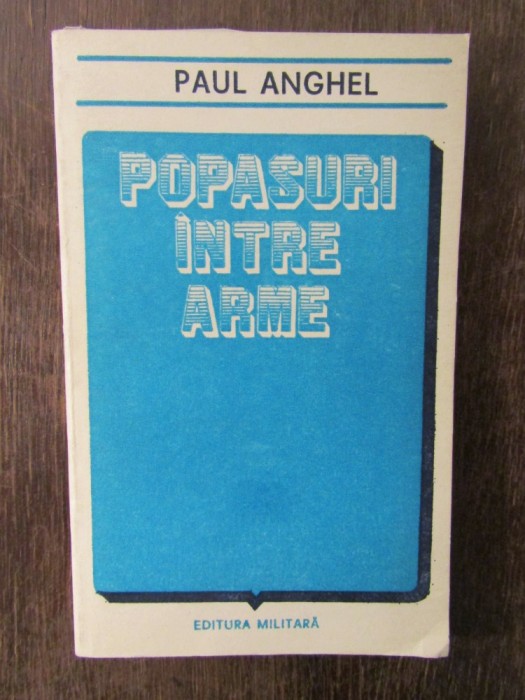 PAUL ANGHEL
POPASURI
ÎNTRE
ARME
EDITURA MILITARĂ